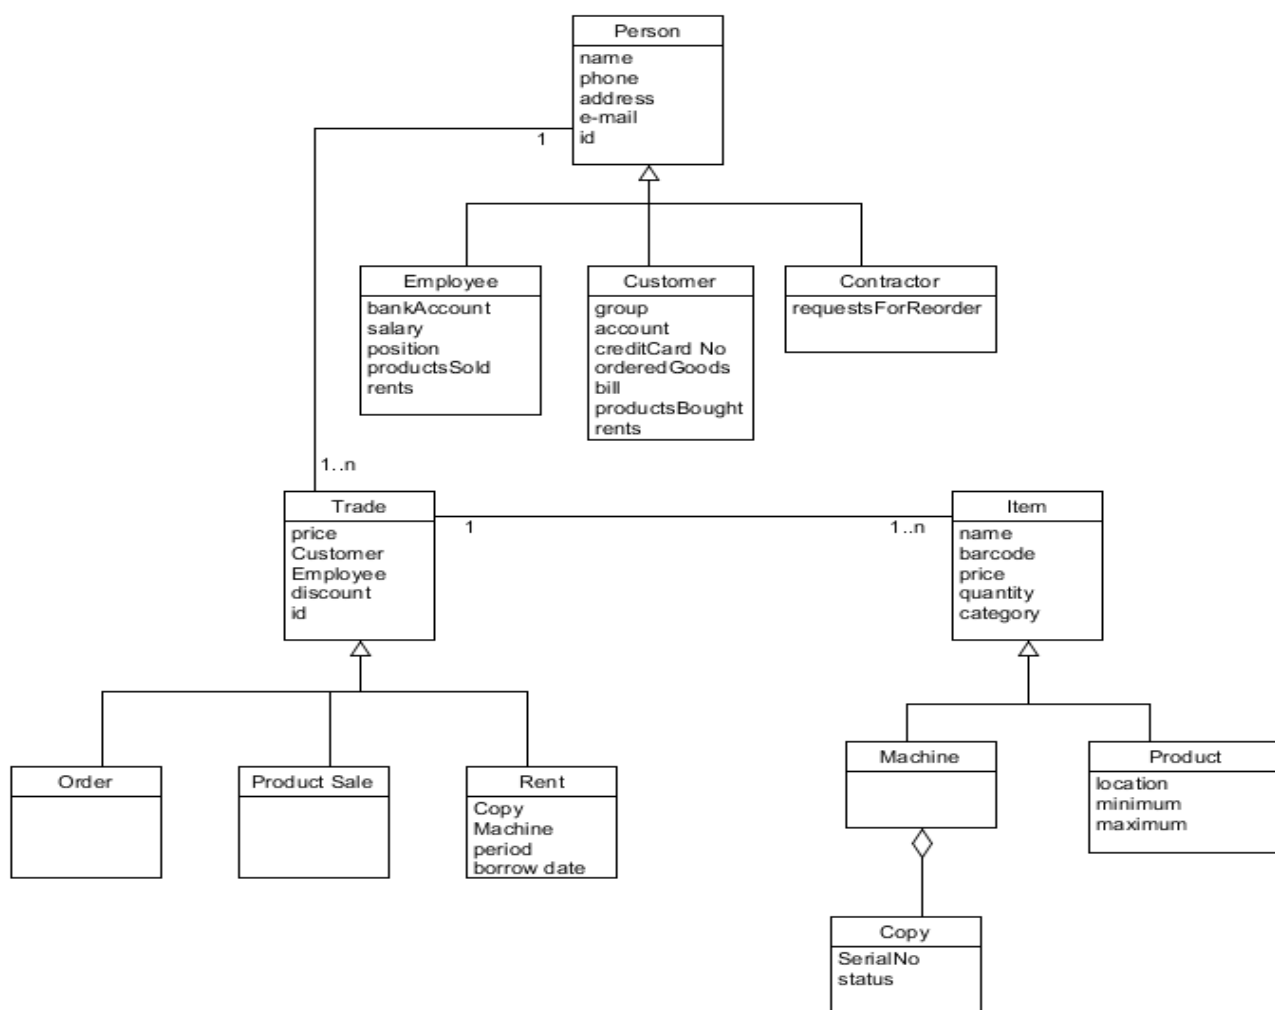 Person
name
phone
address
e-mail
id
1
Employee
bankAccount
salary
position
productsSold
rents
Customer
group
account
creditCard No
orderedGoods
bill
productsBought
rents
Contractor
requestsForReorder
1..n
Trade
price
Customer
Employee
discount
id
1
1..n
Item
name
barcode
price
quantity
category
Order
Product Sale
Rent
Copy
Machine
period
borrow date
Machine
Product
location
minimum
maximum
Copy
SerialNo
status